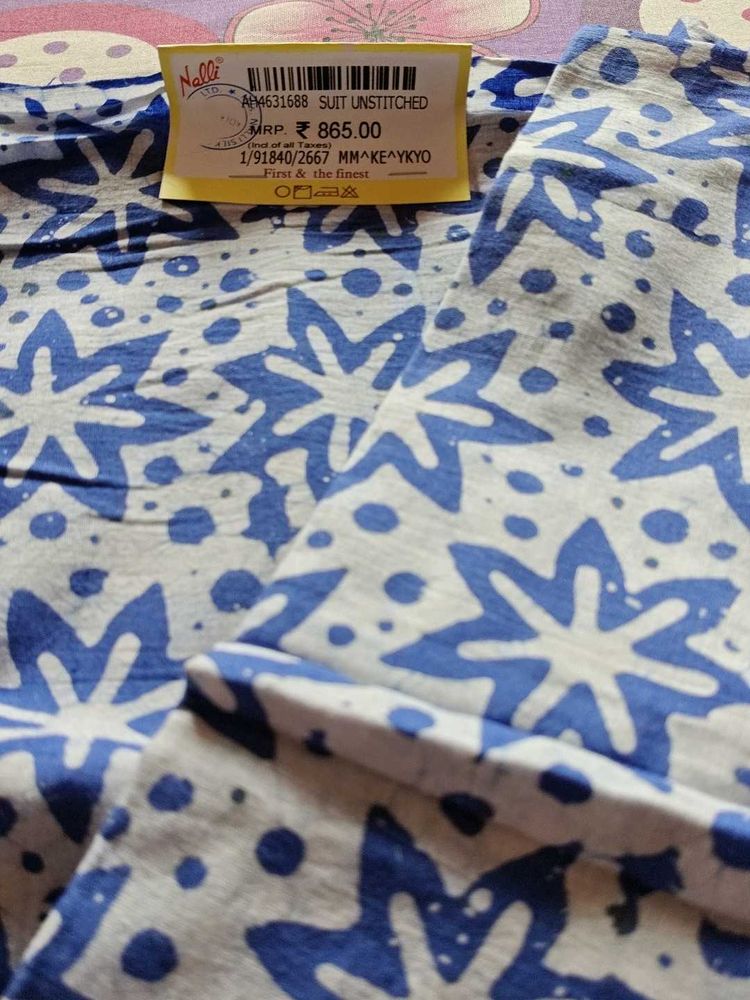 Nalli
AH4631688 SUIT UNSTITCHED
MRP. ₹ 865.00
(Incl.of all Taxes)
1/91840/2667 MM^KE^YKYO
First & the finest
LTD.